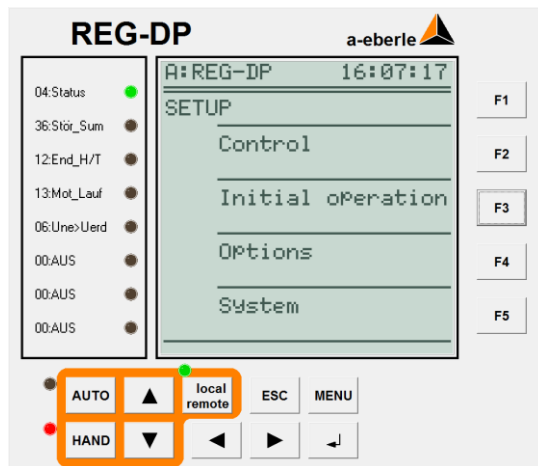 REG-DP
a-eberle
04:Status
36:Stör_Sum
12:End_H/T
13:Mot_Lauf
06:Une>Uerd
00:AUS
00:AUS
00:AUS
A:REG-DP 16:07:17
SETUP
Control
Initial operation
Options
System
F1
F2
F3
F4
F5
AUTO
local
remote
ESC
MENU
HAND